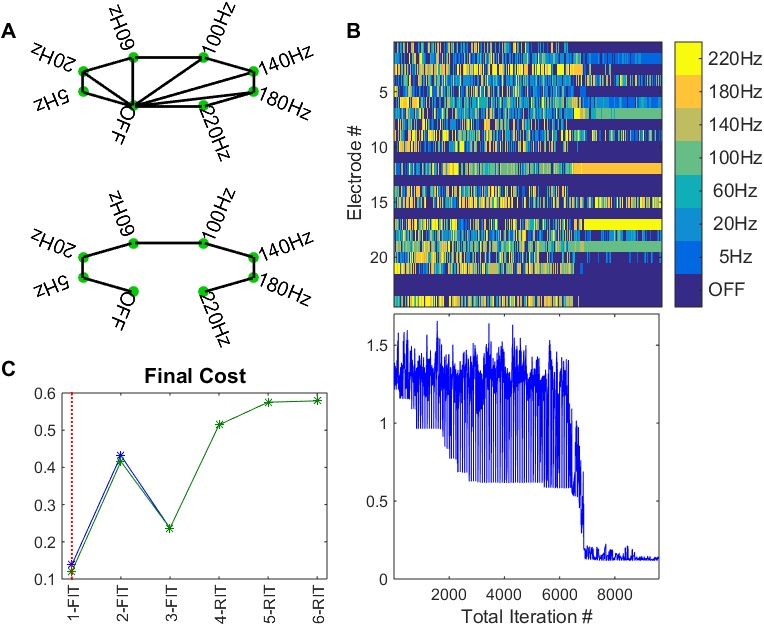 A
OFF
5Hz
20Hz
60Hz
100Hz
140Hz
180Hz
220Hz
OFF
5Hz
20Hz
60Hz
100Hz
140Hz
180Hz
220Hz
B
Electrode #
5
10
15
20
220Hz
180Hz
140Hz
100Hz
60Hz
20Hz
5Hz
OFF
1.5
1
0.5
0
2000 4000 6000 8000
Total Iteration #
C
Final Cost
0.6
0.5
0.4
0.3
0.2
0.1
1-FIT
2-FIT
3-FIT
4-RIT
5-RIT
6-RIT